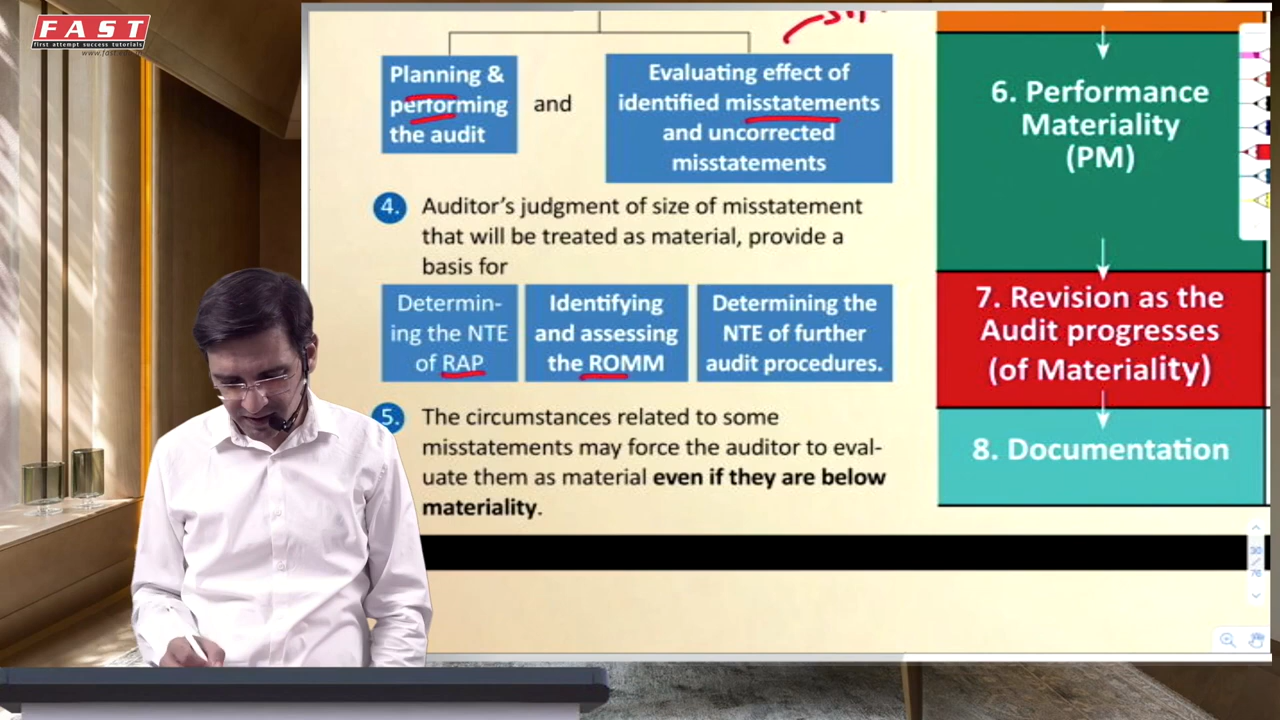 FAST
first attempt success tutorials
Planning &
performing
the audit
and
Evaluating effect of
identified misstatements
and uncorrected
misstatements
4.
Auditor's judgment of size of misstatement
that will be treated as material, provide a
basis for
Determin-
ing the NTE
of RAP
Identifying
and assessing
the ROMM
Determining the
NTE of further
audit procedures.
5.
The circumstances related to some
misstatements may force the auditor to eval-
uate them as material even if they are below
materiality.
6. Performance
Materiality
(PM)
7. Revision as the
Audit progresses
(of Materiality)
8. Documentation
30
76